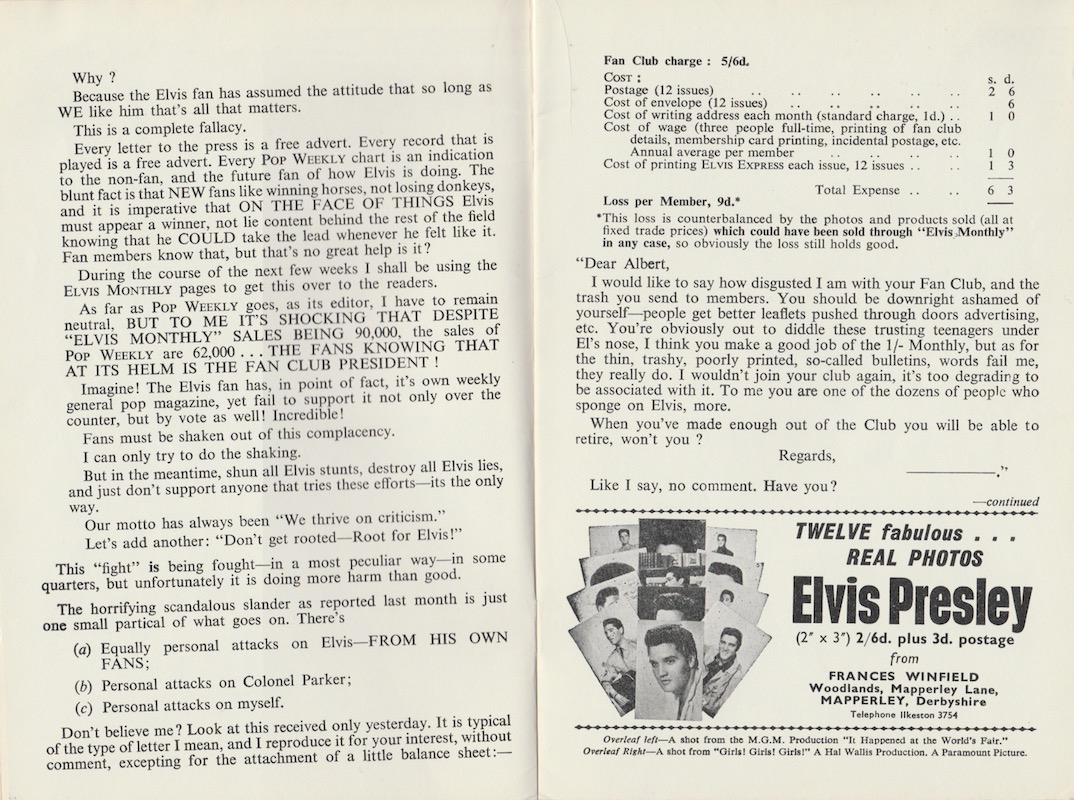 Why ?
Because the Elvis fan has assumed the attitude that so long as
WE like him that's all that matters.
This is a complete fallacy.
Every letter to the press is a free advert. Every record that is
played is a free advert. Every POP WEEKLY chart is an indication
to the non-fan, and the future fan of how Elvis is doing. The
blunt fact is that NEW fans like winning horses, not losing donkeys,
and it is imperative that ON THE FACE OF THINGS Elvis
must appear a winner, not lie content behind the rest of the field
knowing that he COULD take the lead whenever he felt like it.
Fan members know that, but that's no great help is it?
During the course of the next few weeks I shall be using the
ELVIS MONTHLY pages to get this over to the readers.
As far as POP WEEKLY goes, as its editor, I have to remain
neutral, BUT TO ME IT'S SHOCKING THAT DESPITE
"ELVIS MONTHLY" SALES BEING 90,000, the sales of
POP WEEKLY are 62,000 . . . THE FANS KNOWING THAT
AT ITS HELM IS THE FAN CLUB PRESIDENT !
Imagine! The Elvis fan has, in point of fact, it's own weekly
general pop magazine, yet fail to support it not only over the
counter, but by vote as well! Incredible!
Fans must be shaken out of this complacency.
I can only try to do the shaking.
But in the meantime, shun all Elvis stunts, destroy all Elvis lies,
and just don't support anyone that tries these efforts—its the only
way.
Our motto has always been "We thrive on criticism."
Let's add another: "Don't get rooted—Root for Elvis!"
This "fight" is being fought—in a most peculiar way—in some
quarters, but unfortunately it is doing more harm than good.
The horrifying scandalous slander as reported last month is just
one small partical of what goes on. There's
(a) Equally personal attacks on Elvis—FROM HIS OWN
FANS;
(b) Personal attacks on Colonel Parker;
(c) Personal attacks on myself.
Don't believe me? Look at this received only yesterday. It is typical
of the type of letter I mean, and I reproduce it for your interest, without
comment, excepting for the attachment of a little balance sheet:—
Fan Club charge : 5/6d.
COST : s. d.
Postage (12 issues) .. .. .. .. .. .. 2 6
Cost of envelope (12 issues) .. .. .. .. .. 6
Cost of writing address each month (standard charge, 1d.) .. 1 0
Cost of wage (three people full-time, printing of fan club
details, membership card printing, incidental postage, etc.
Annual average per member .. .. .. .. 1 0
Cost of printing ELVIS EXPRESS each issue, 12 issues .. .. 1 3
Total Expense .. .. 6 3
Loss per Member, 9d.*
*This loss is counterbalanced by the photos and products sold (all at
fixed trade prices) which could have been sold through "Elvis Monthly"
in any case, so obviously the loss still holds good.
"Dear Albert,
I would like to say how disgusted I am with your Fan Club, and the
trash you send to members. You should be downright ashamed of
yourself—people get better leaflets pushed through doors advertising,
etc. You're obviously out to diddle these trusting teenagers under
El's nose, I think you make a good job of the 1/- Monthly, but as for
the thin, trashy, poorly printed, so-called bulletins, words fail me,
they really do. I wouldn't join your club again, it's too degrading to
be associated with it. To me you are one of the dozens of people who
sponge on Elvis, more.
When you've made enough out of the Club you will be able to
retire, won't you ?
Regards,
————."
Like I say, no comment. Have you?
—continued
TWELVE fabulous . . .
REAL PHOTOS
Elvis Presley
(2" x 3") 2/6d. plus 3d. postage
from
FRANCES WINFIELD
Woodlands, Mapperley Lane,
MAPPERLEY, Derbyshire
Telephone Ilkeston 3754
Overleaf left—A shot from the M.G.M. Production "It Happened at the World's Fair."
Overleaf Right—A shot from "Girls! Girls! Girls!" A Hal Wallis Production. A Paramount Picture.